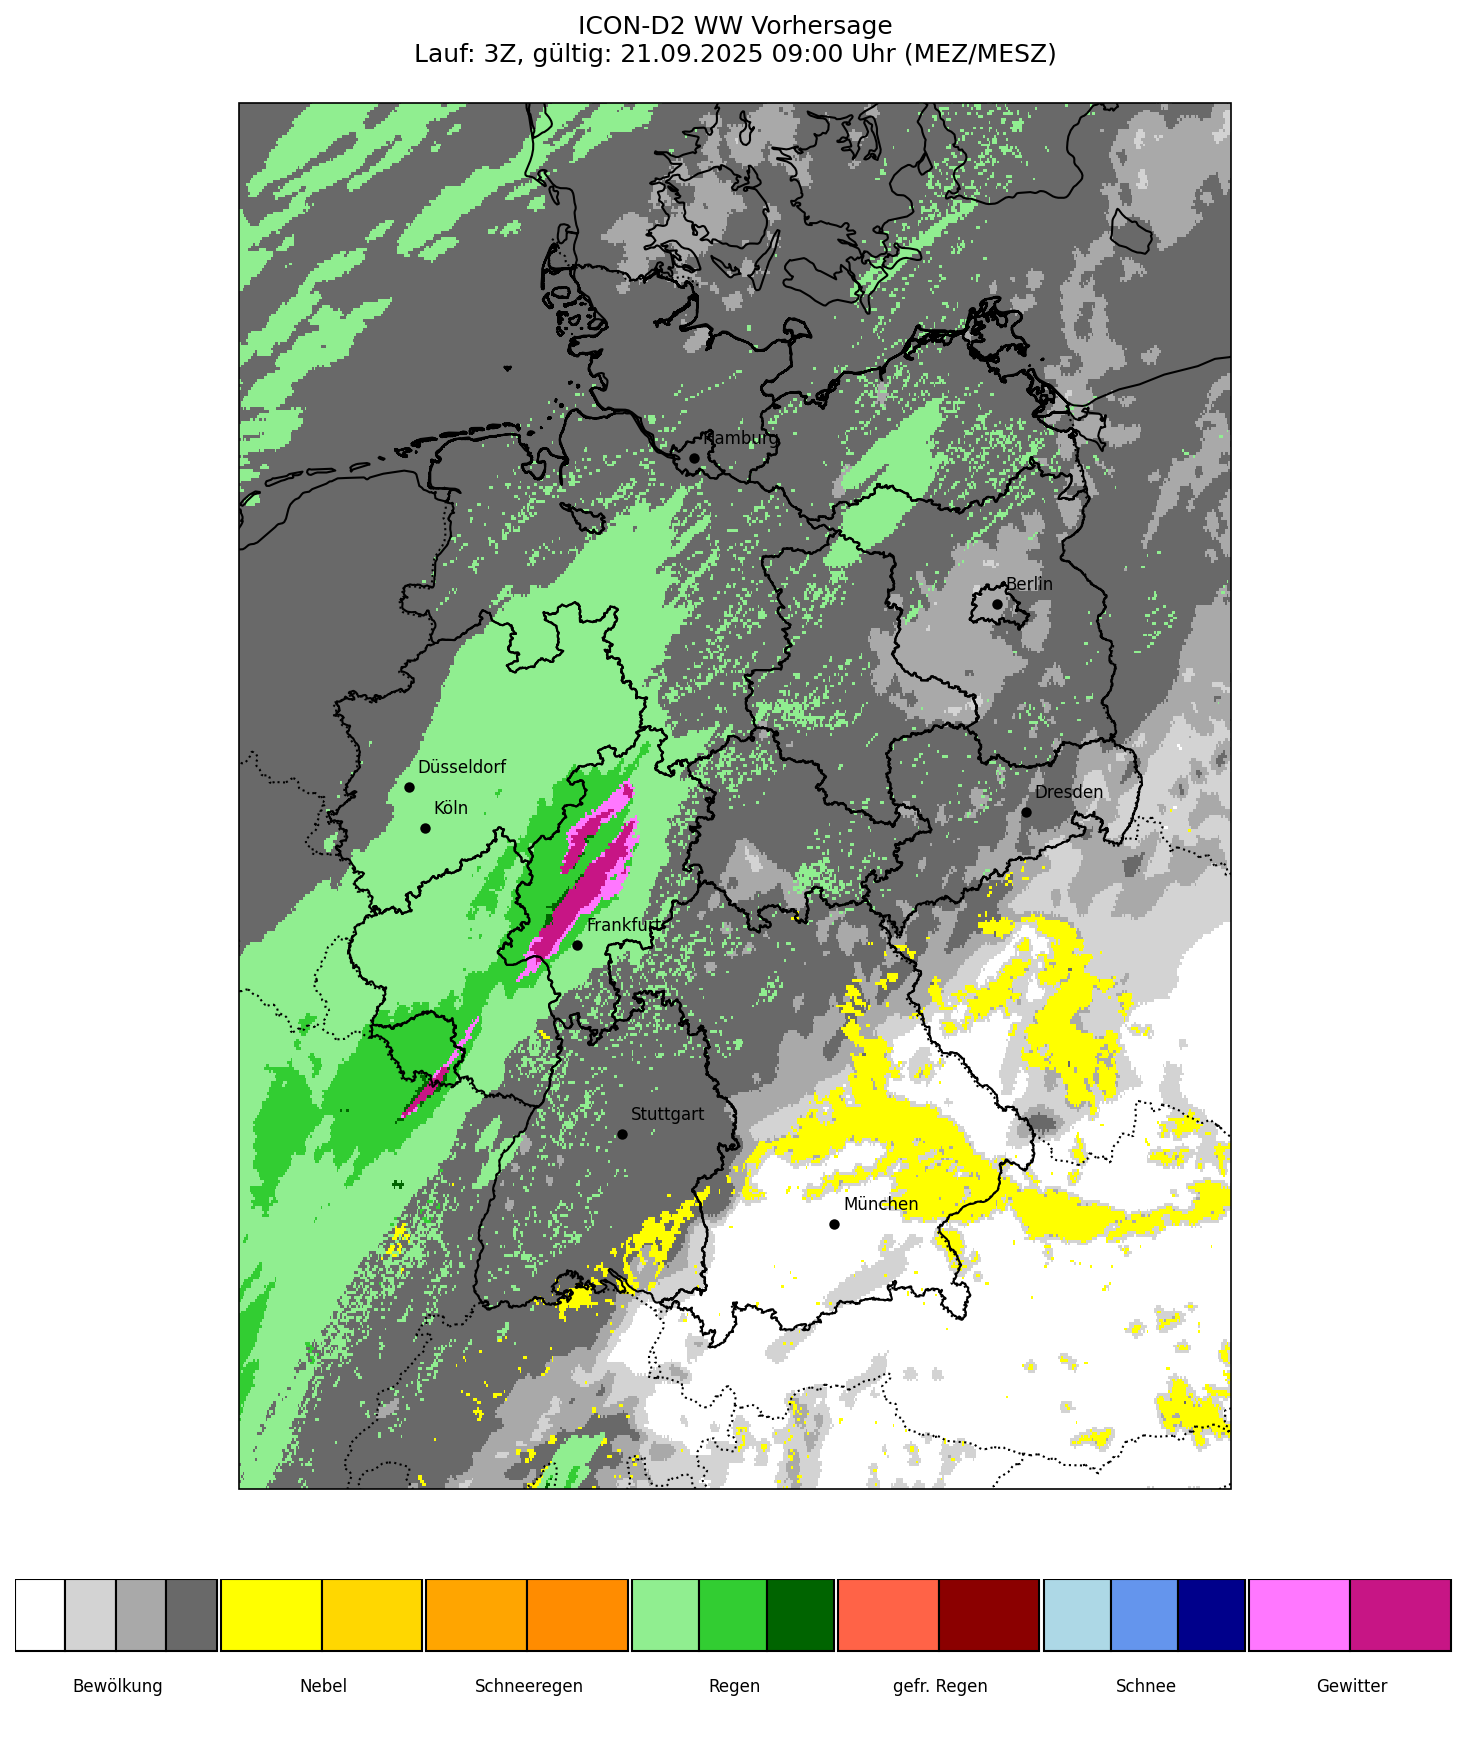 ICON-D2 WW Vorhersage
Lauf: 3Z, gültig: 21.09.2025 09:00 Uhr (MEZ/MESZ)
Hamburg
Berlin
Düsseldorf
Köln
Dresden
Frankfurt
Stuttgart
München
Bewölkung
Nebel
Schneeregen
Regen
gefr. Regen
Schnee
Gewitter